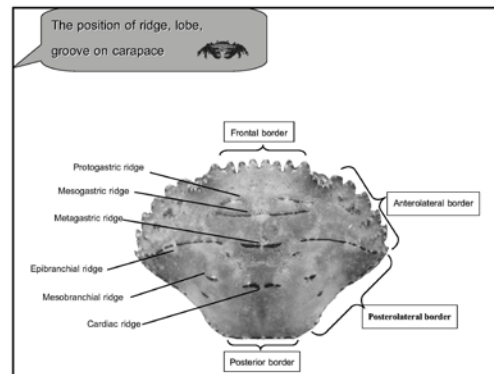 The position of ridge, lobe,
groove on carapace
Frontal border
Protogastric ridge
Mesogastric ridge
Metagastric ridge
Anterolateral border
Epibranchial ridge
Mesobranchial ridge
Posterolateral border
Cardiac ridge
Posterior border